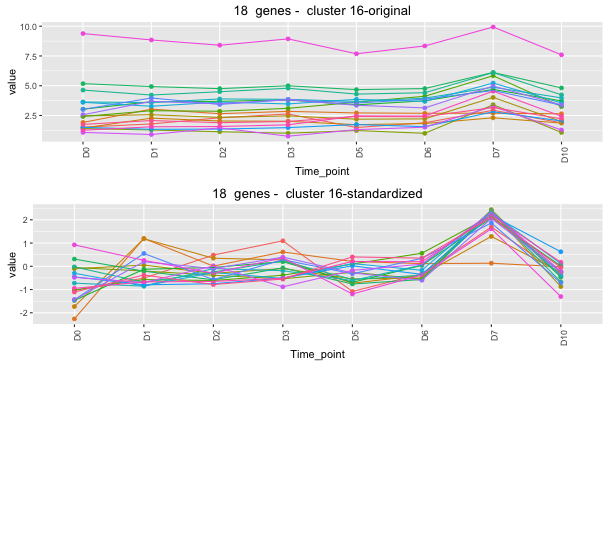 18 genes - cluster 16-original
10.0
7.5
5.0
2.5
value
D0 D1 D2 D3 D5 D6 D7 D10
Time_point
18 genes - cluster 16-standardized
2
1
0
-1
-2
value
D0 D1 D2 D3 D5 D6 D7 D10
Time_point